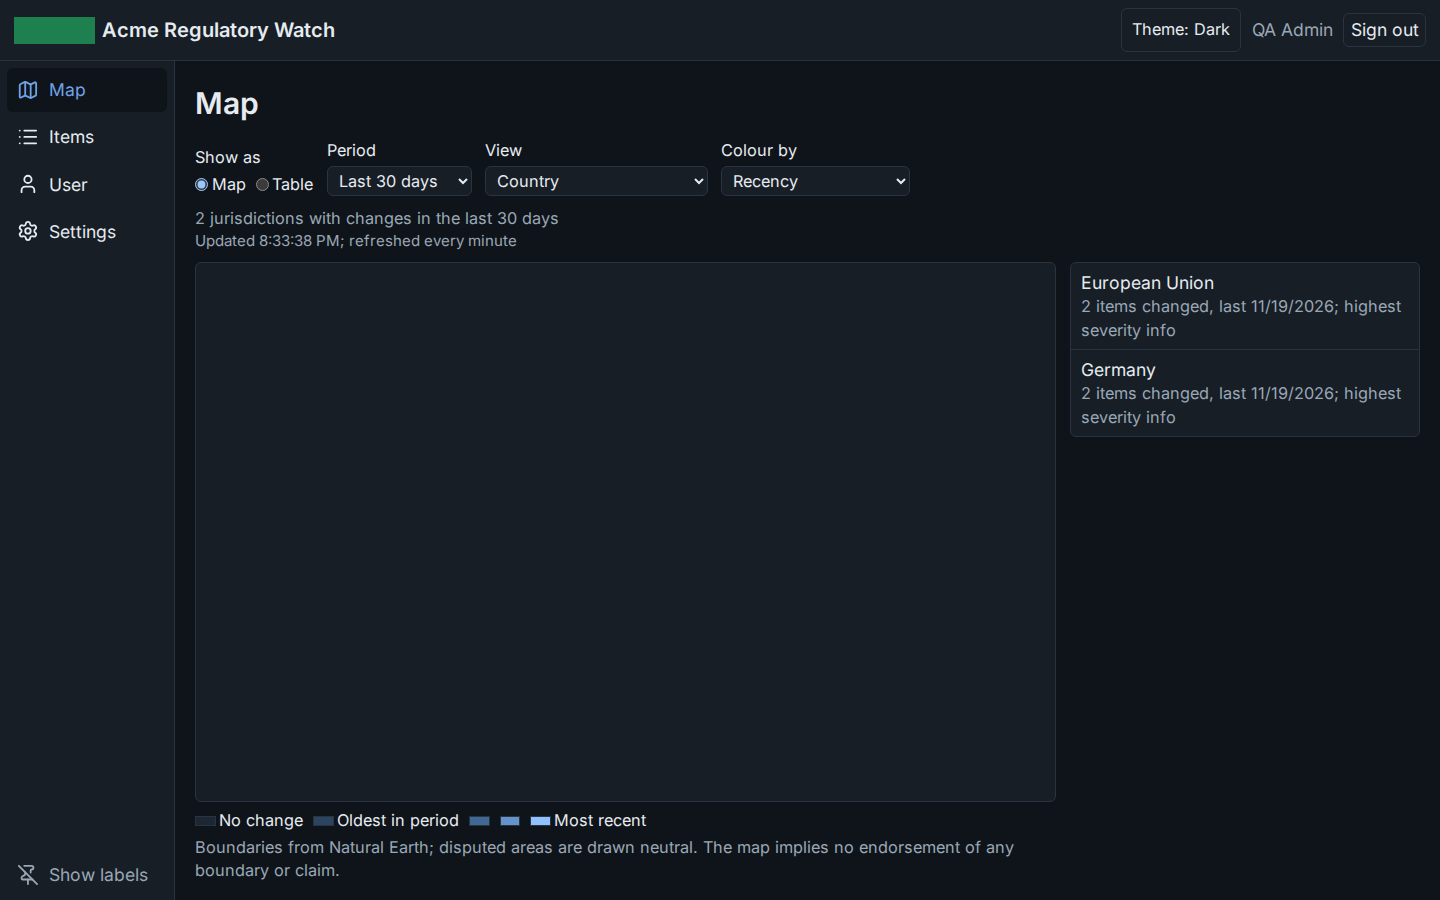 Acme Regulatory Watch
Theme: Dark
QA Admin
Sign out
Map
Items
User
Settings
Show labels
Map
Show as
Map
Table
Period
Last 30 days
View
Country
Colour by
Recency
2 jurisdictions with changes in the last 30 days
Updated 8:33:38 PM; refreshed every minute
European Union
2 items changed, last 11/19/2026; highest
severity info
Germany
2 items changed, last 11/19/2026; highest
severity info
No change
Oldest in period
Most recent
Boundaries from Natural Earth; disputed areas are drawn neutral. The map implies no endorsement of any
boundary or claim.